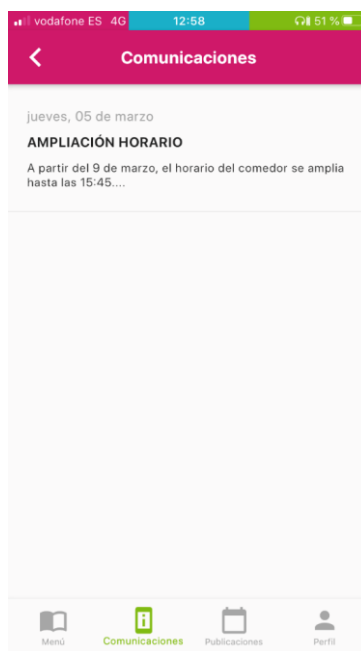 vodafone ES 4G 12:58 51 %
Comunicaciones
jueves, 05 de marzo
AMPLIACIÓN HORARIO
A partir del 9 de marzo, el horario del comedor se amplia
hasta las 15:45....
Menú Comunicaciones Publicaciones Perfil